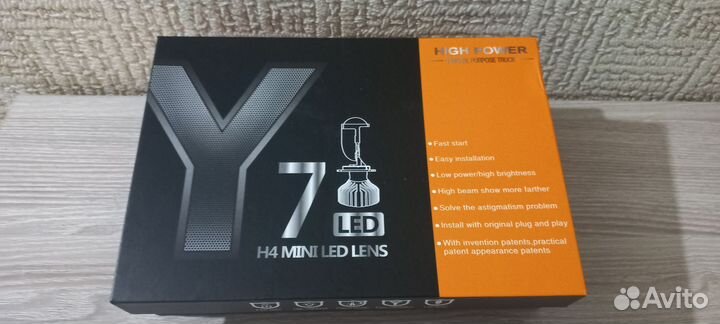 Y
7
LED
H4 MINI LED LENS
HIGH-POWER
PURPOSE TRUCK
Fast start
Easy installation
Low power/high brightness
High beam show more farther
Solve the astigmatism problem
Install with original plug and play
With invention patents,practical
patent appearance patents
Avito